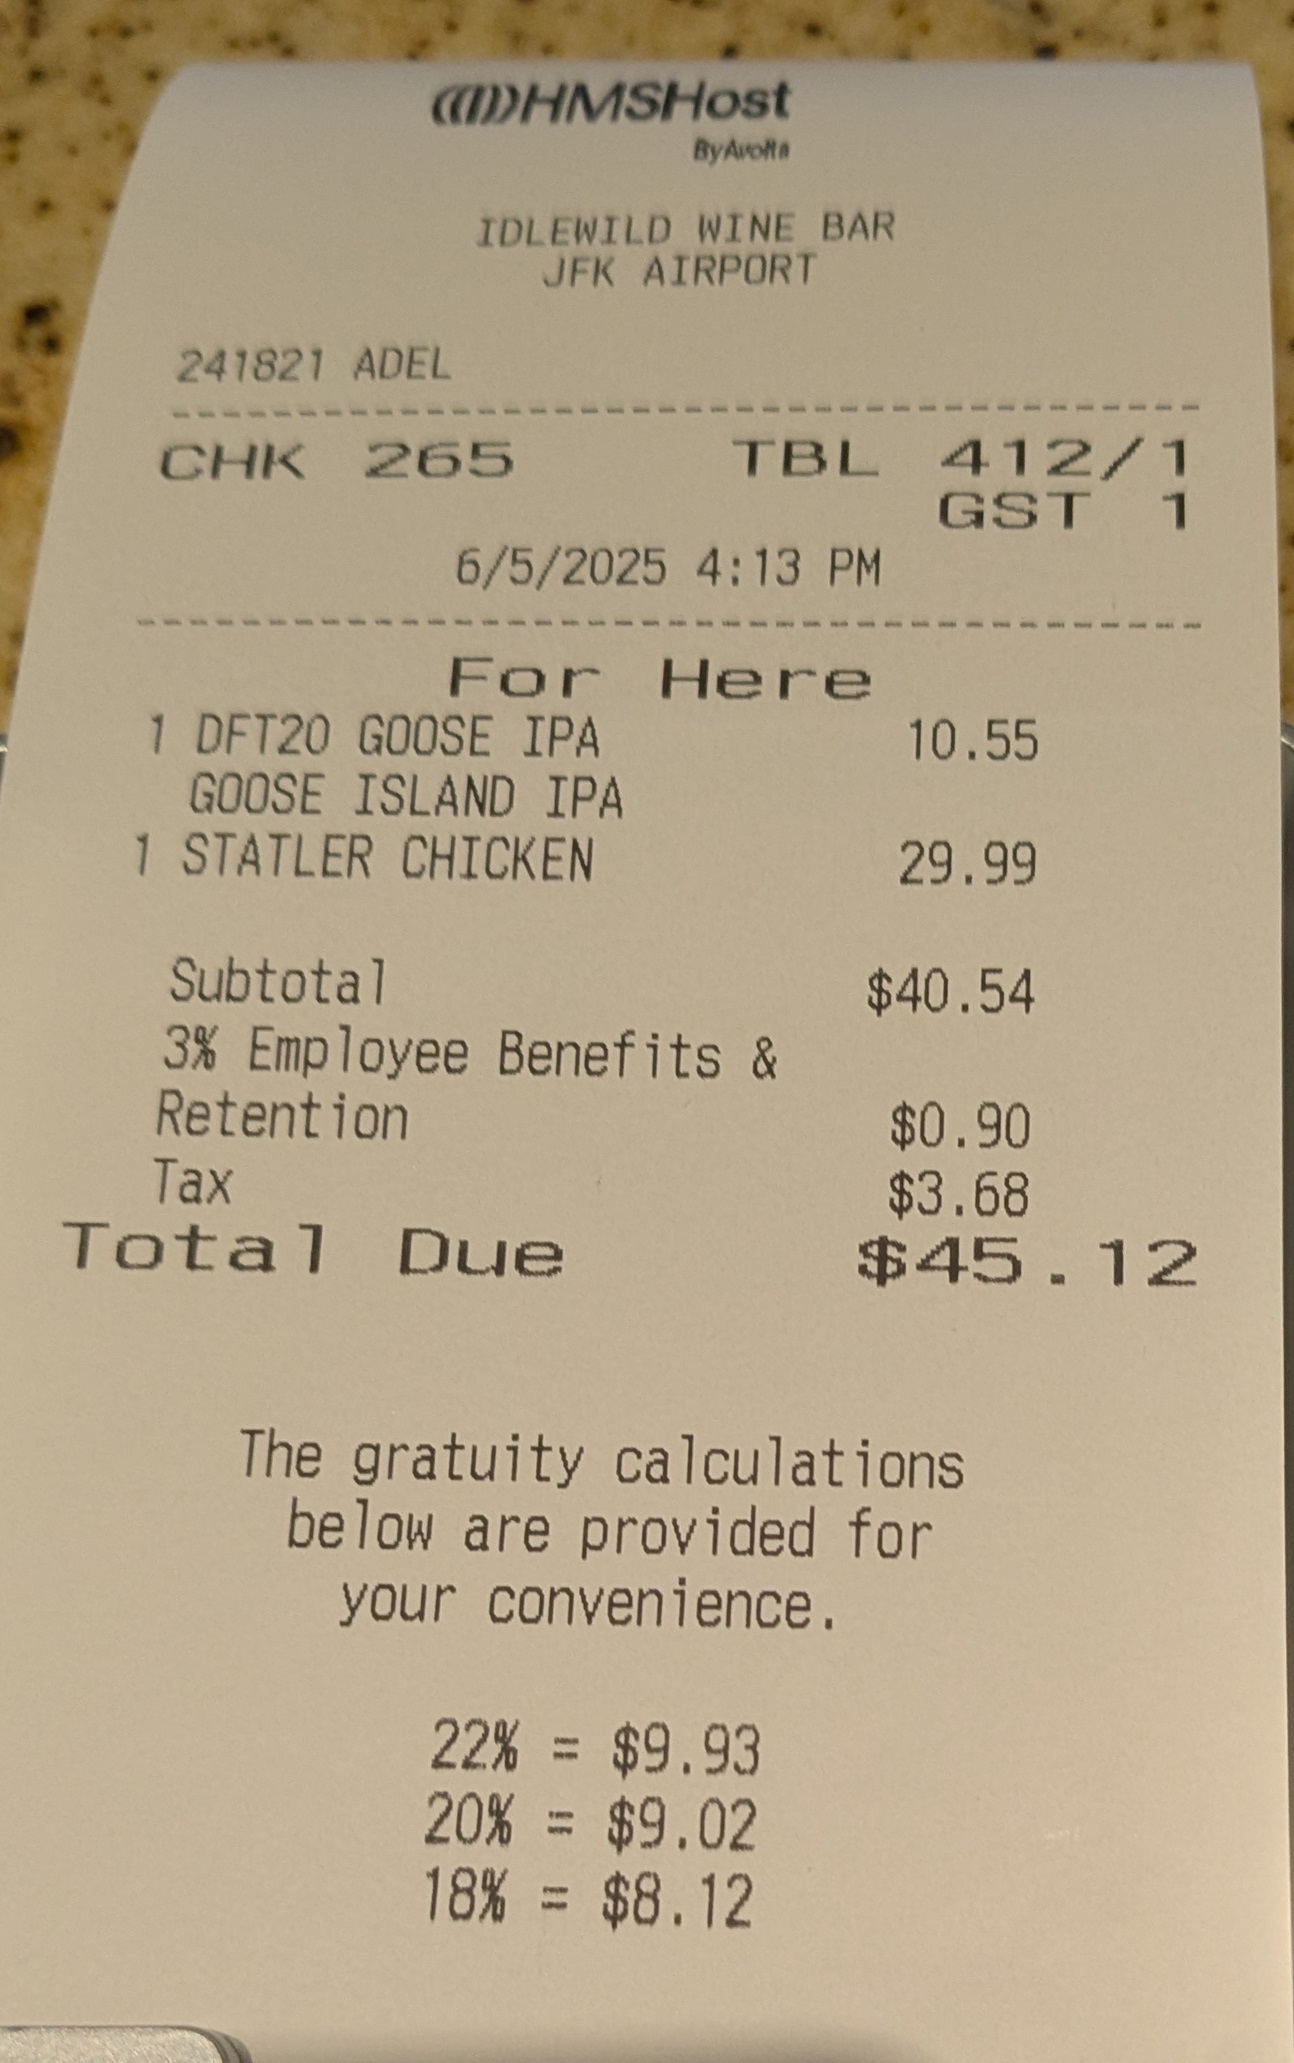 HMSHost
By Avolta
IDLEWILD WINE BAR
JFK AIRPORT
241821 ADEL
CHK 265 TBL 412/1
GST 1
6/5/2025 4:13 PM
For Here
1 DFT20 GOOSE IPA 10.55
GOOSE ISLAND IPA
1 STATLER CHICKEN 29.99
Subtotal $40.54
3% Employee Benefits &
Retention $0.90
Tax $3.68
Total Due $45.12
The gratuity calculations
below are provided for
your convenience.
22% = $9.93
20% = $9.02
18% = $8.12